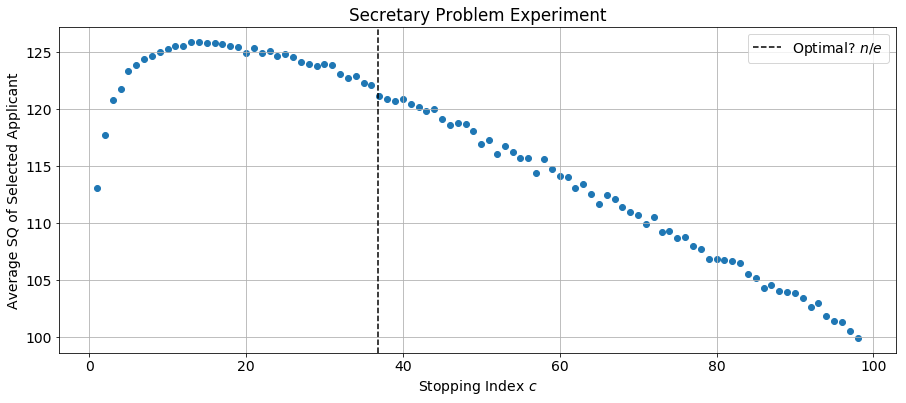 Secretary Problem Experiment
Optimal? n/e
Average SQ of Selected Applicant
125
120
115
110
105
100
0 20 40 60 80 100
Stopping Index c